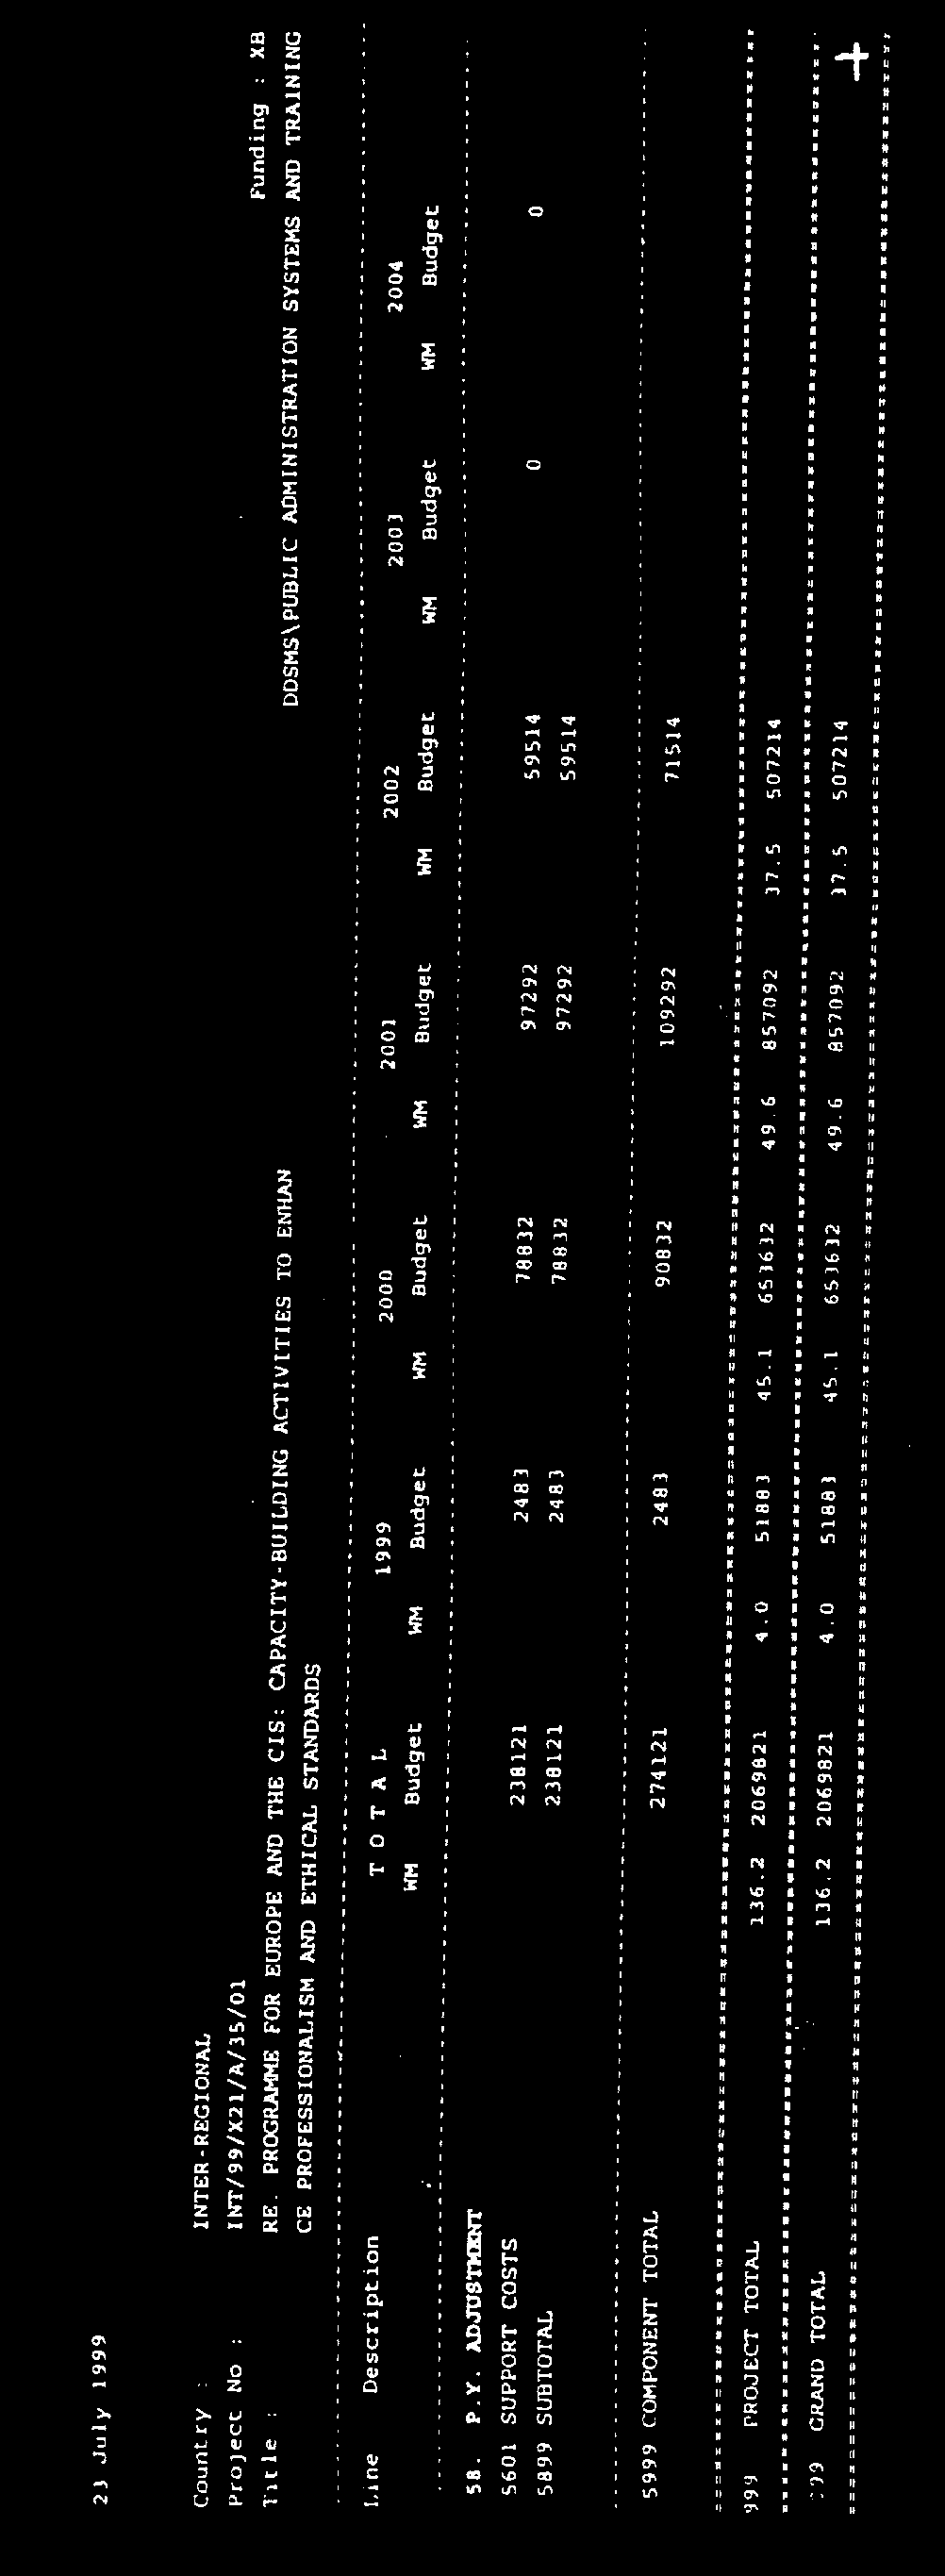 23 July 1999
Country : INTER-REGIONAL
Project No : INT/99/X21/A/35/01 Funding : XB
Title : RE. PROGRAMME FOR EUROPE AND THE CIS: CAPACITY-BUILDING ACTIVITIES TO ENHAN DDSMS\PUBLIC ADMINISTRATION SYSTEMS AND TRAINING
CE PROFESSIONALISM AND ETHICAL STANDARDS
Line Description T O T A L 1999 2000 2001 2002 2003 2004
WM Budget WM Budget WM Budget WM Budget WM Budget WM Budget WM Budget
58. P.Y. ADJUSTMENT
5601 SUPPORT COSTS 238121 2483 78832 97292 59514 0 0
5899 SUBTOTAL 238121 2483 78832 97292 59514
5999 COMPONENT TOTAL 274121 2483 90832 109292 71514
999 PROJECT TOTAL 136.2 2069821 4.0 51883 45.1 653632 49.6 857092 37.5 507214
GRAND TOTAL 136.2 2069821 4.0 51883 45.1 653632 49.6 857092 37.5 507214